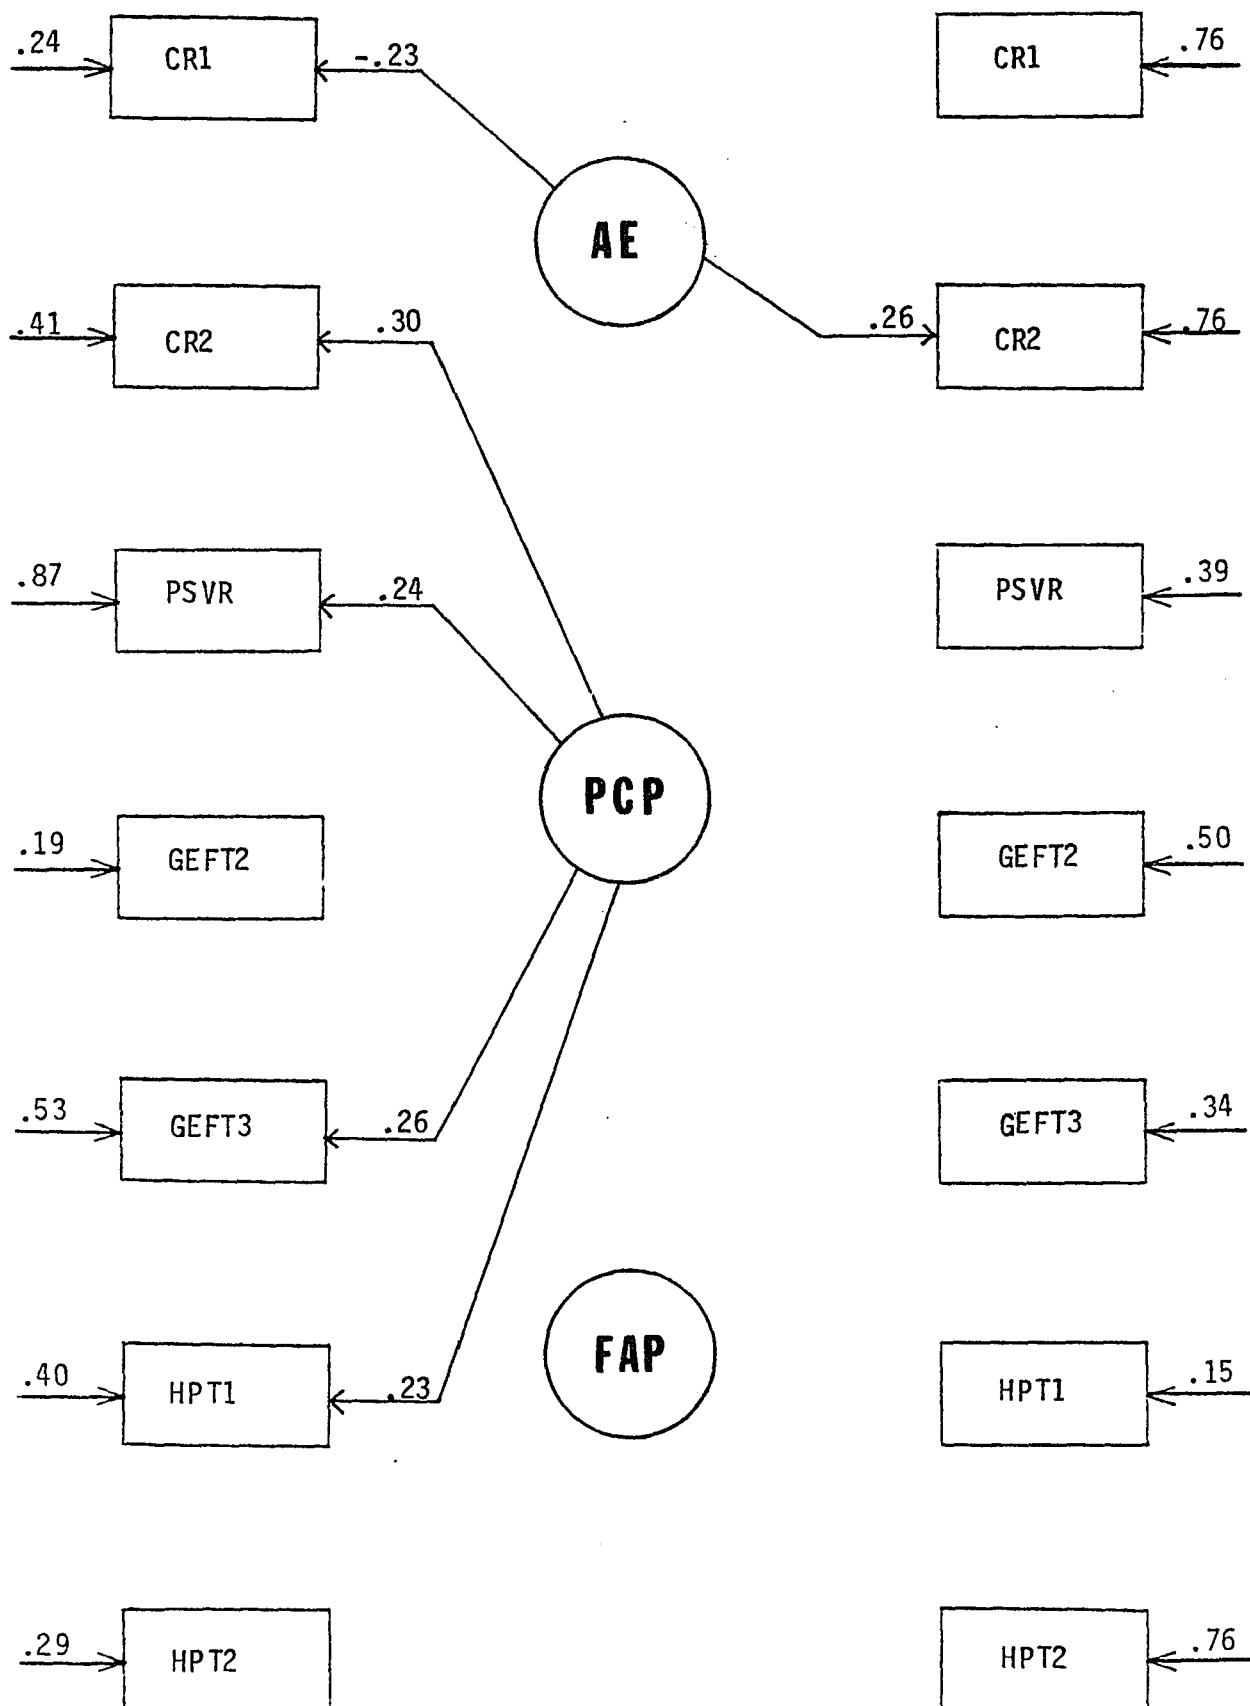 .24 CR1 -.23 CR1 .76
AE
.41 CR2 .30 .26 CR2 .76
.87 PSVR .24 PSVR .39
PCP
.19 GEFT2 GEFT2 .50
.53 GEFT3 .26 GEFT3 .34
FAP
.40 HPT1 .23 HPT1 .15
.29 HPT2 HPT2 .76